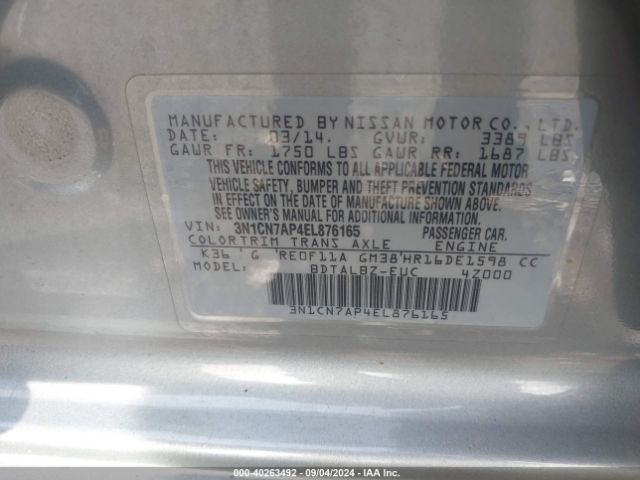 MANUFACTURED BY NISSAN MOTOR CO., LTD.
DATE: 03/14. GVWR: 3389 LBS
GAWR FR: 1750 LBS GAWR RR: 1687 LBS
THIS VEHICLE CONFORMS TO ALL APPLICABLE FEDERAL MOTOR
VEHICLE SAFETY, BUMPER AND THEFT PREVENTION STANDARDS
IN EFFECT ON THE DATE OF MANUFACTURE SHOWN ABOVE.
SEE OWNER'S MANUAL FOR ADDITIONAL INFORMATION.
VIN: 3N1CN7AP4EL876165 PASSENGER CAR.
COLOR TRIM TRANS AXLE ENGINE
K36 G RE0F11A GM38 HR16DE1598 CC
MODEL: BDTALBZ-EUC 4Z000
3N1CN7AP4EL876165
000-40263492 - 09/04/2024 - IAA Inc.